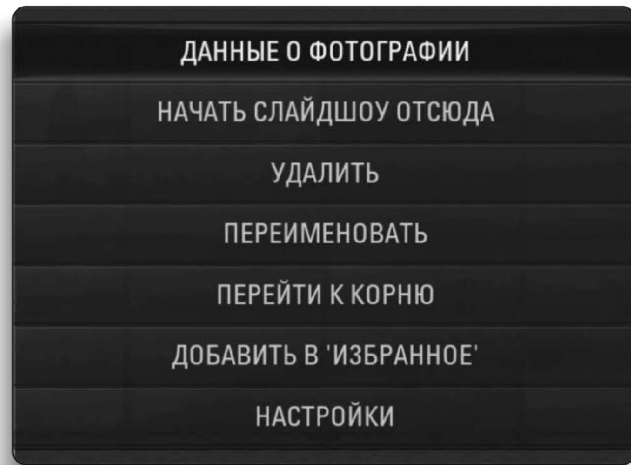 ДАННЫЕ О ФОТОГРАФИИ
НАЧАТЬ СЛАЙДШОУ ОТСЮДА
УДАЛИТЬ
ПЕРЕИМЕНОВАТЬ
ПЕРЕЙТИ К КОРНЮ
ДОБАВИТЬ В 'ИЗБРАННОЕ'
НАСТРОЙКИ